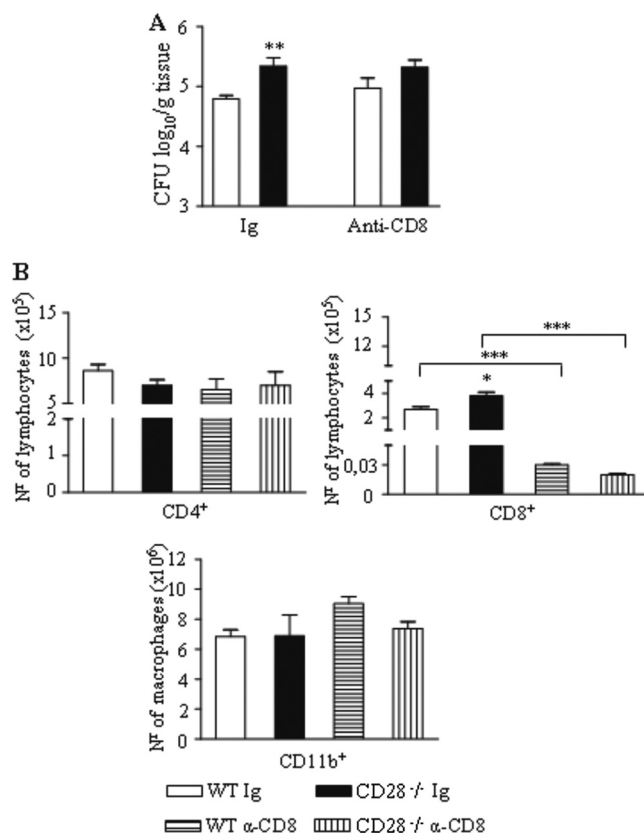 A
CFU log10/g tissue
6
5
4
3
**
Ig
Anti-CD8
B
Nº of lymphocytes (x10⁵)
15
10
5
2
1
0
CD4⁺
Nº of lymphocytes (x10⁵)
15
12
4
2
0,03
0
***
***
*
CD8⁺
Nº of macrophages (x10⁶)
12
10
8
6
4
2
0
CD11b⁺
WT Ig
CD28 -/- Ig
WT α-CD8
CD28 -/- α-CD8